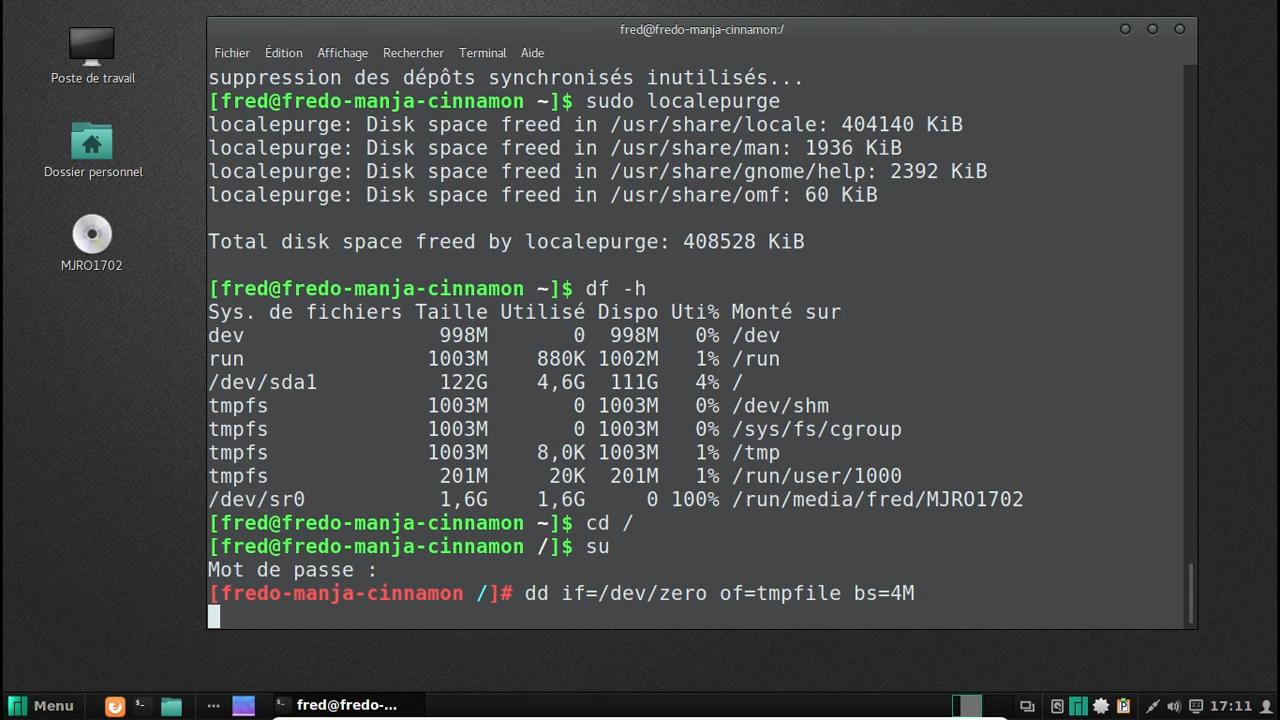 fred@fredo-manja-cinnamon:/
Fichier Édition Affichage Rechercher Terminal Aide
Poste de travail
Dossier personnel
MJRO1702
suppression des dépôts synchronisés inutilisés...
[fred@fredo-manja-cinnamon ~]$ sudo localepurge
localepurge: Disk space freed in /usr/share/locale: 404140 KiB
localepurge: Disk space freed in /usr/share/man: 1936 KiB
localepurge: Disk space freed in /usr/share/gnome/help: 2392 KiB
localepurge: Disk space freed in /usr/share/omf: 60 KiB
Total disk space freed by localepurge: 408528 KiB
[fred@fredo-manja-cinnamon ~]$ df -h
Sys. de fichiers Taille Utilisé Dispo Uti% Monté sur
dev 998M 0 998M 0% /dev
run 1003M 880K 1002M 1% /run
/dev/sda1 122G 4,6G 111G 4% /
tmpfs 1003M 0 1003M 0% /dev/shm
tmpfs 1003M 0 1003M 0% /sys/fs/cgroup
tmpfs 1003M 8,0K 1003M 1% /tmp
tmpfs 201M 20K 201M 1% /run/user/1000
/dev/sr0 1,6G 1,6G 0 100% /run/media/fred/MJRO1702
[fred@fredo-manja-cinnamon ~]$ cd /
[fred@fredo-manja-cinnamon /]$ su
Mot de passe :
[fredo-manja-cinnamon /]# dd if=/dev/zero of=tmpfile bs=4M
Menu fred@fredo-... 17:11